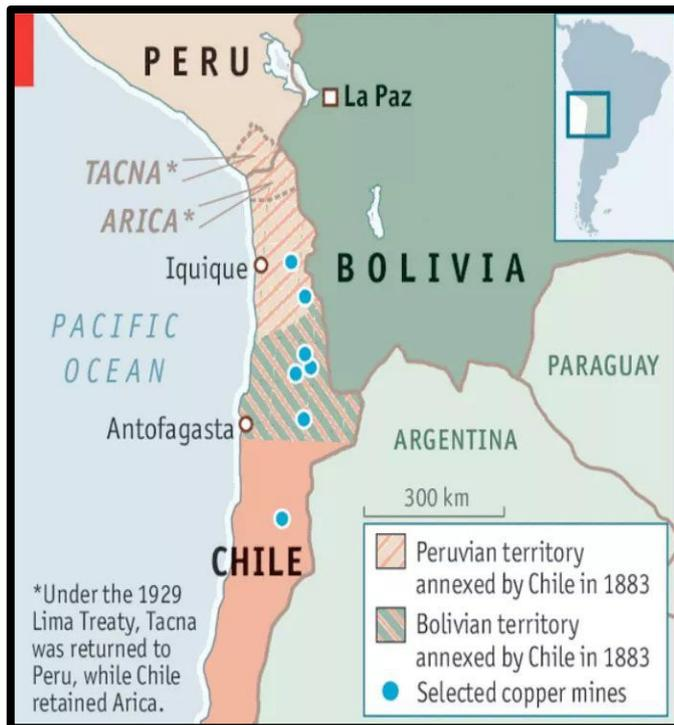 PERU
La Paz
TACNA*
ARICA*
Iquique
BOLIVIA
PACIFIC
OCEAN
PARAGUAY
Antofagasta
ARGENTINA
300 km
CHILE
Peruvian territory
annexed by Chile in 1883
Bolivian territory
annexed by Chile in 1883
Selected copper mines
*Under the 1929
Lima Treaty, Tacna
was returned to
Peru, while Chile
retained Arica.